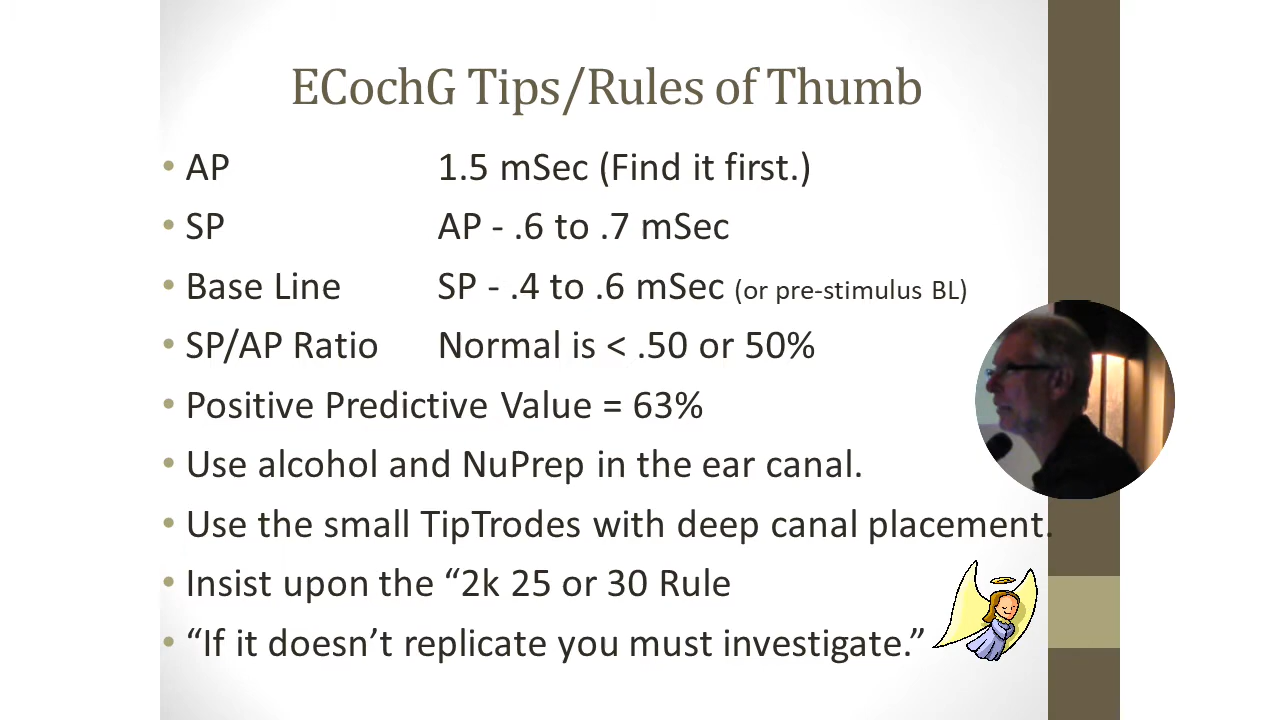 ECochG Tips/Rules of Thumb
• AP 1.5 mSec (Find it first.)
• SP AP - .6 to .7 mSec
• Base Line SP - .4 to .6 mSec (or pre-stimulus BL)
• SP/AP Ratio Normal is < .50 or 50%
• Positive Predictive Value = 63%
• Use alcohol and NuPrep in the ear canal.
• Use the small TipTrodes with deep canal placement.
• Insist upon the “2k 25 or 30 Rule
• “If it doesn’t replicate you must investigate.”